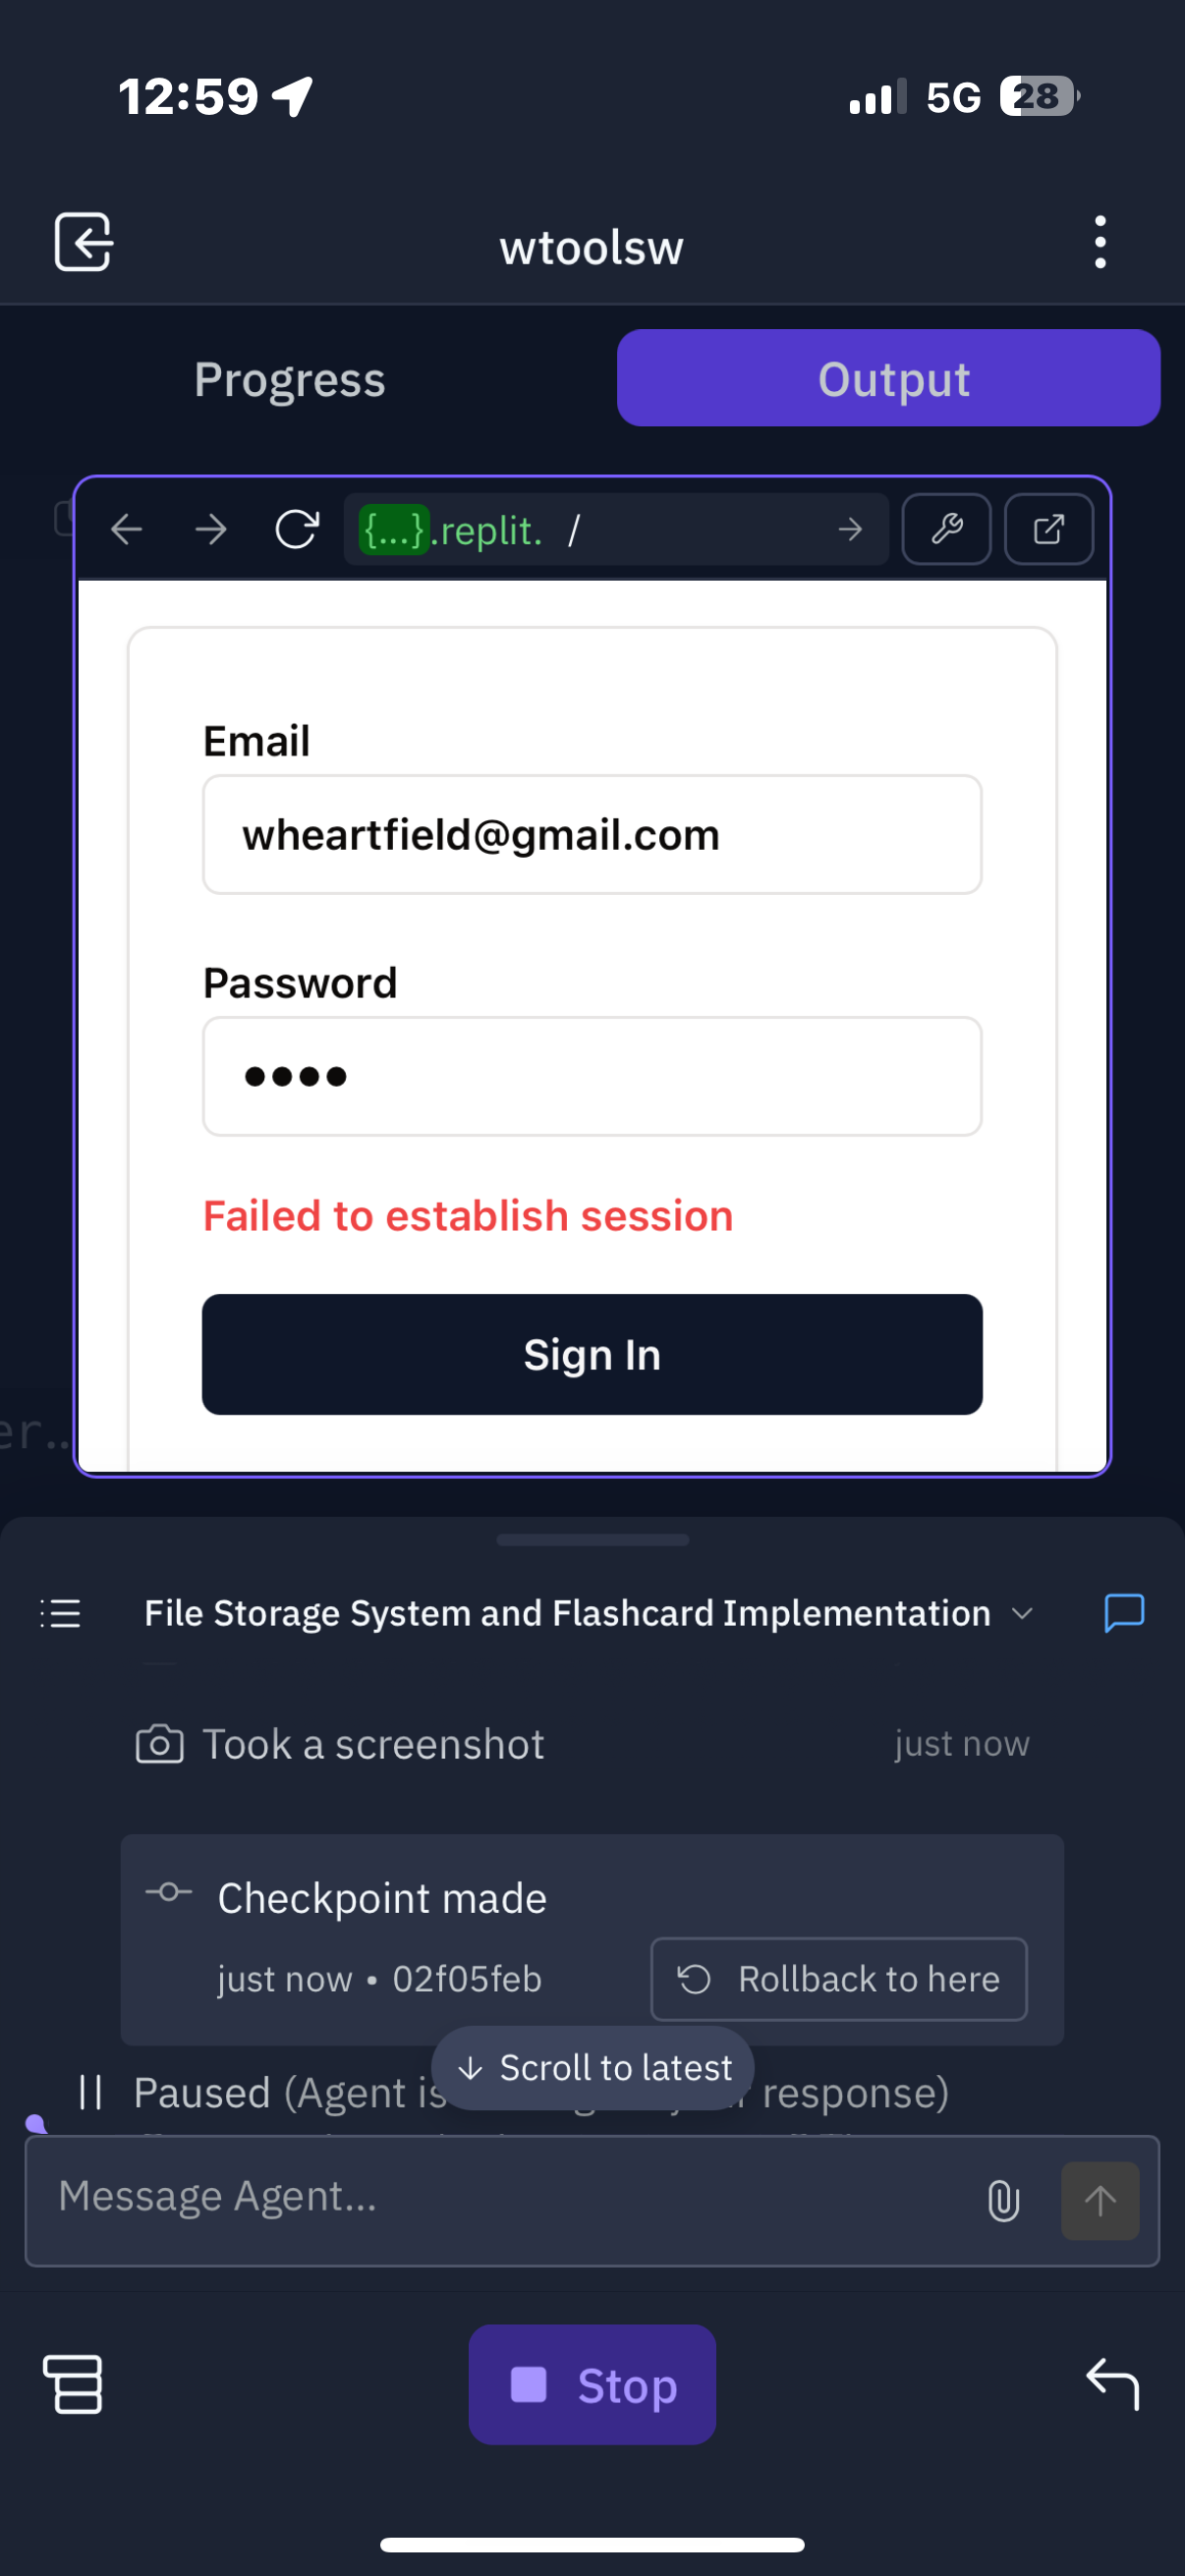 12:59
5G 28
wtoolsw
Progress
Output
{...}.replit. /
Email
wheartfield@gmail.com
Password
Failed to establish session
Sign In
er..
File Storage System and Flashcard Implementation
Took a screenshot
just now
Checkpoint made
just now • 02f05feb
Rollback to here
Scroll to latest
Paused (Agent is response)
Message Agent...
Stop